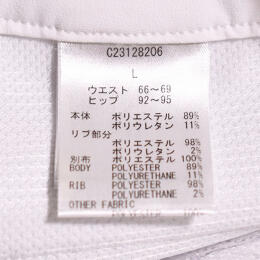 C23128206
L
ウエスト 66~69
ヒップ 92~95
本体 ポリエステル 89%
ポリウレタン 11%
リブ部分
ポリエステル 98%
ポリウレタン 2%
別布 ポリエステル 100%
BODY POLYESTER 89%
POLYURETHANE 11%
RIB POLYESTER 98%
POLYURETHANE 2%
OTHER FABRIC